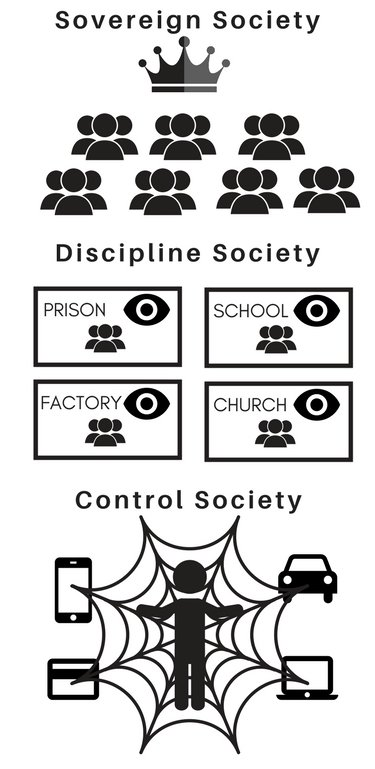 Sovereign Society
Discipline Society
PRISON
SCHOOL
FACTORY
CHURCH
Control Society